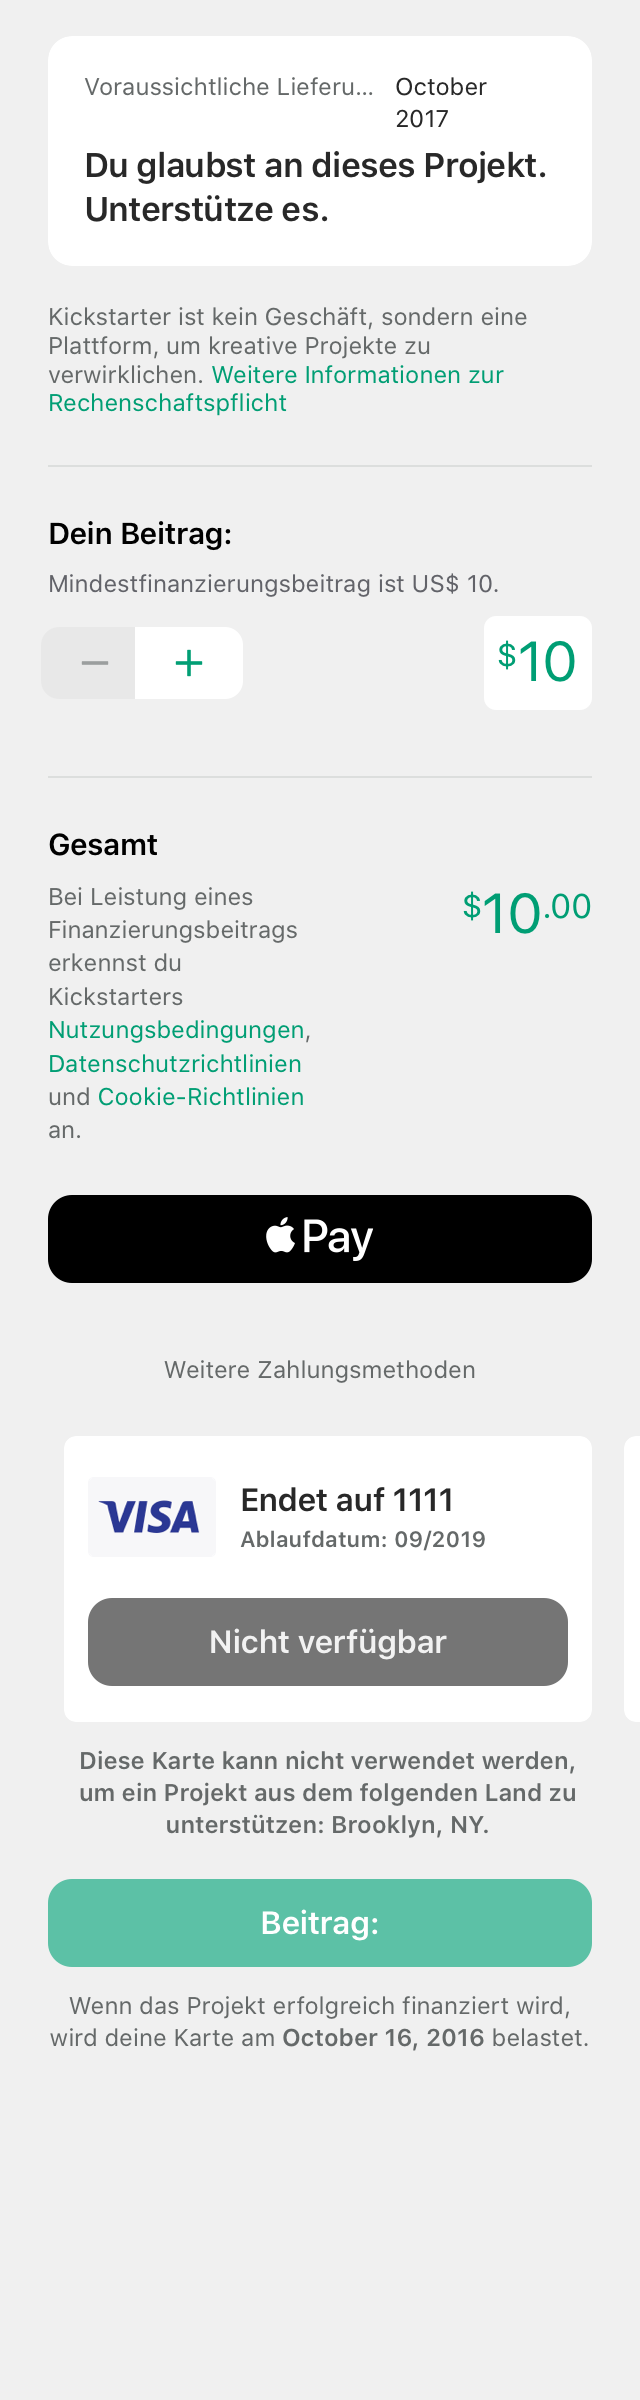 Voraussichtliche Lieferu... October
2017
Du glaubst an dieses Projekt.
Unterstütze es.
Kickstarter ist kein Geschäft, sondern eine
Plattform, um kreative Projekte zu
verwirklichen. Weitere Informationen zur
Rechenschaftspflicht
Dein Beitrag:
Mindestfinanzierungsbeitrag ist US$ 10.
− +
$10
Gesamt
$10.00
Bei Leistung eines
Finanzierungsbeitrags
erkennst du
Kickstarters
Nutzungsbedingungen,
Datenschutzrichtlinien
und Cookie-Richtlinien
an.
Pay
Weitere Zahlungsmethoden
VISA
Endet auf 1111
Ablaufdatum: 09/2019
Nicht verfügbar
Diese Karte kann nicht verwendet werden,
um ein Projekt aus dem folgenden Land zu
unterstützen: Brooklyn, NY.
Beitrag:
Wenn das Projekt erfolgreich finanziert wird,
wird deine Karte am October 16, 2016 belastet.